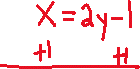 x = 2y-1
+1 +1